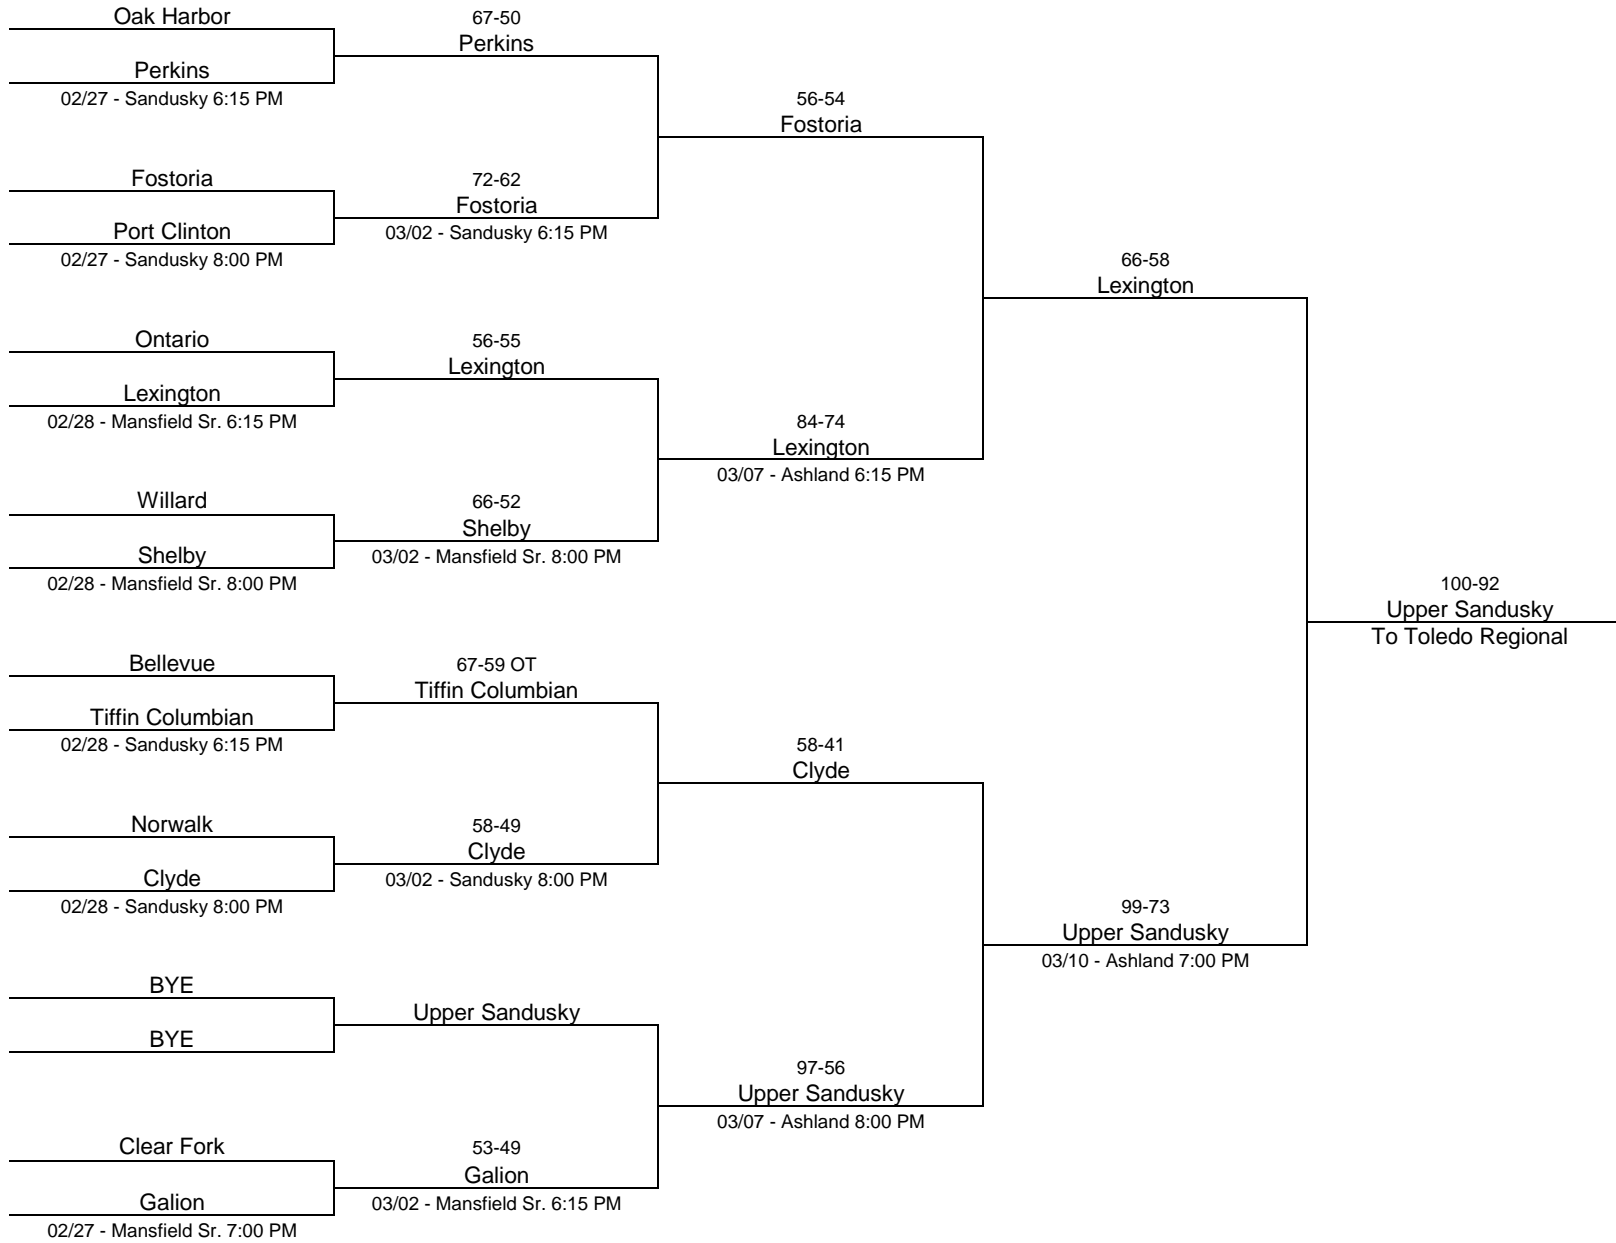 Oak Harbor
Perkins
02/27 - Sandusky 6:15 PM
Fostoria
Port Clinton
02/27 - Sandusky 8:00 PM
Ontario
Lexington
02/28 - Mansfield Sr. 6:15 PM
Willard
Shelby
02/28 - Mansfield Sr. 8:00 PM
Bellevue
Tiffin Columbian
02/28 - Sandusky 6:15 PM
Norwalk
Clyde
02/28 - Sandusky 8:00 PM
BYE
BYE
Clear Fork
Galion
02/27 - Mansfield Sr. 7:00 PM
67-50
Perkins
72-62
Fostoria
03/02 - Sandusky 6:15 PM
56-55
Lexington
66-52
Shelby
03/02 - Mansfield Sr. 8:00 PM
67-59 OT
Tiffin Columbian
58-49
Clyde
03/02 - Sandusky 8:00 PM
Upper Sandusky
53-49
Galion
03/02 - Mansfield Sr. 6:15 PM
56-54
Fostoria
84-74
Lexington
03/07 - Ashland 6:15 PM
58-41
Clyde
97-56
Upper Sandusky
03/07 - Ashland 8:00 PM
66-58
Lexington
99-73
Upper Sandusky
03/10 - Ashland 7:00 PM
100-92
Upper Sandusky
To Toledo Regional